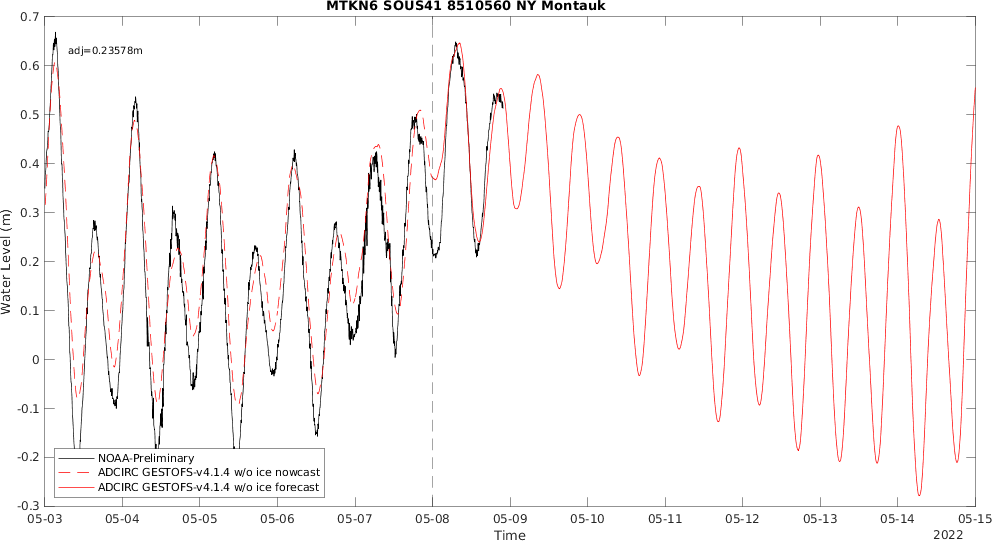 MTKN6 SOUS41 8510560 NY Montauk
adj=0.23578m
Water Level (m)
0.7
0.6
0.5
0.4
0.3
0.2
0.1
0
-0.1
-0.2
-0.3
NOAA-Preliminary
ADCIRC GESTOFS-v4.1.4 w/o ice nowcast
ADCIRC GESTOFS-v4.1.4 w/o ice forecast
05-03 05-04 05-05 05-06 05-07 05-08 05-09 05-10 05-11 05-12 05-13 05-14 05-15
Time
2022